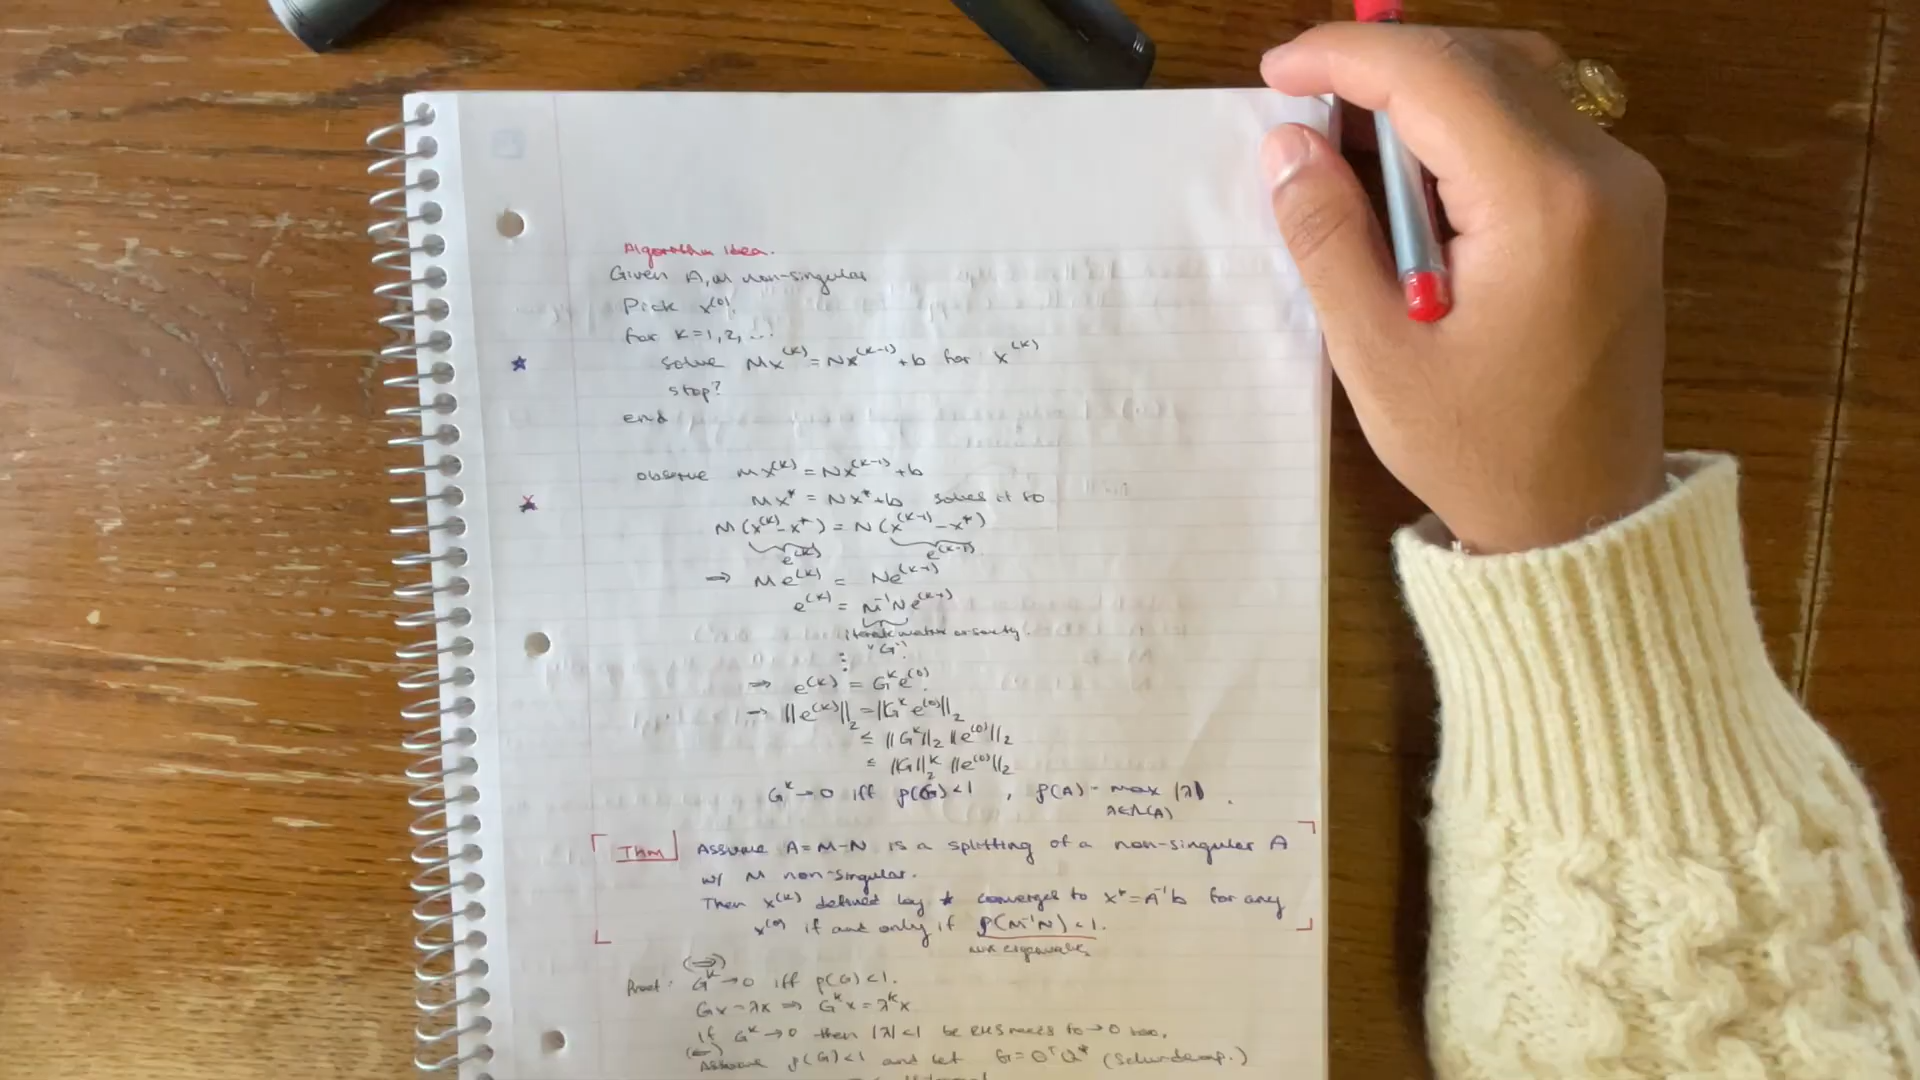 Algorithm idea.
Given A, M non-singular
Pick x^(0).
for k=1,2,...
★ solve Mx^(k) = Nx^(k-1) + b for x^(k)
stop?
end
observe Mx^(k) = Nx^(k-1) + b
Mx* = Nx* + b solves it to
M(x^(k) - x*) = N(x^(k-1) - x*)
e^(k) e^(k-1)
⇒ Me^(k) = Ne^(k-1)
e^(k) = M^-1 Ne^(k-1)
"G"
⋮
⇒ e^(k) = G^k e^(0).
→ ||e^(k)||_2 = ||G^k e^(0)||_2
≤ ||G^k||_2 ||e^(0)||_2
≤ ||G||_2^k ||e^(0)||_2
G^k → 0 iff ρ(G) < 1 , ρ(A) = max |λ| .
λ∈Λ(A)
Thm Assume A = M-N is a splitting of a non-singular A
w/ M non-singular.
Then x^(k) defined by ★ converges to x* = A^-1 b for any
x^(0) if and only if ρ(M^-1 N) < 1.
max eigenvalue
(⇒)
Proof: G^k → 0 iff ρ(G) < 1.
Gx = λx ⇒ G^k x = λ^k x
If G^k → 0 then |λ| < 1 bc RHS needs to → 0 too.
(⇐)
Assume ρ(G) < 1 and let G = QTQ* (Schur decomp.)